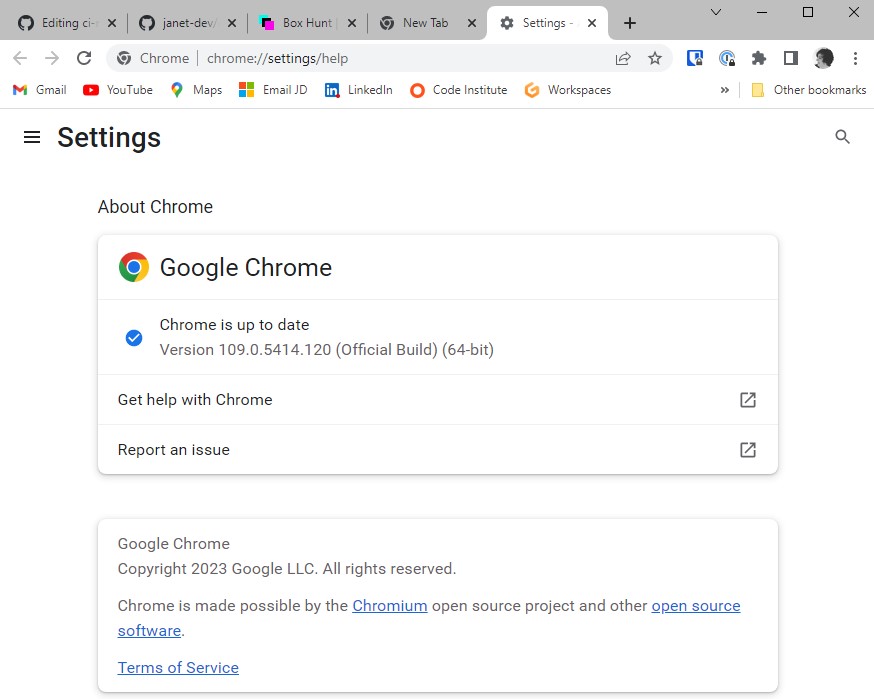 Editing ci-
janet-dev/
Box Hunt
New Tab
Settings -
Chrome
chrome://settings/help
Gmail
YouTube
Maps
Email JD
LinkedIn
Code Institute
Workspaces
»
Other bookmarks
Settings
About Chrome
Google Chrome
Chrome is up to date
Version 109.0.5414.120 (Official Build) (64-bit)
Get help with Chrome
Report an issue
Google Chrome
Copyright 2023 Google LLC. All rights reserved.
Chrome is made possible by the Chromium open source project and other open source
software.
Terms of Service